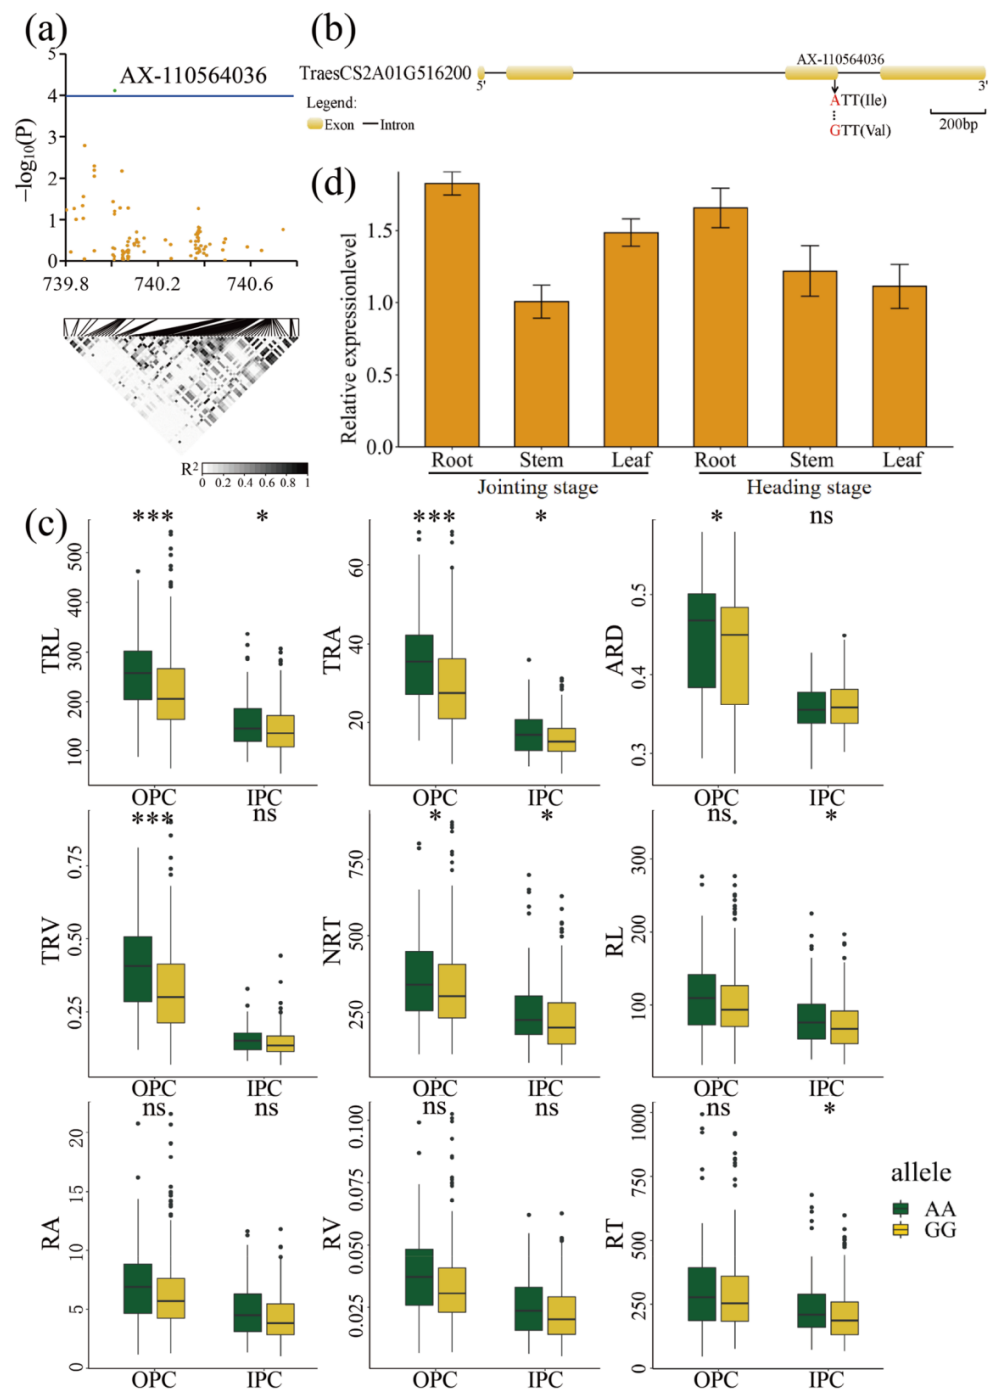 (a)
AX-110564036
−log10(P)
5
4
3
2
1
0
739.8 740.2 740.6
R²
0 0.2 0.4 0.6 0.8 1
(b)
AX-110564036
TraesCS2A01G516200
5' 3'
Legend:
Exon Intron
ATT(Ile)
GTT(Val)
200bp
(d)
Relative expressionlevel
1.5
1.0
0.5
0.0
Root Stem Leaf Root Stem Leaf
Jointing stage Heading stage
(c)
*** *
TRL
500
400
300
200
100
OPC IPC
*** *
TRA
60
40
20
OPC IPC
* ns
ARD
0.5
0.4
0.3
OPC IPC
*** ns
TRV
0.75
0.50
0.25
OPC IPC
* *
NRT
750
500
250
OPC IPC
ns *
RL
300
200
100
OPC IPC
ns ns
RA
20
15
10
5
0
OPC IPC
ns ns
RV
0.100
0.075
0.050
0.025
OPC IPC
ns *
RT
1000
750
500
250
0
OPC IPC
allele
AA
GG